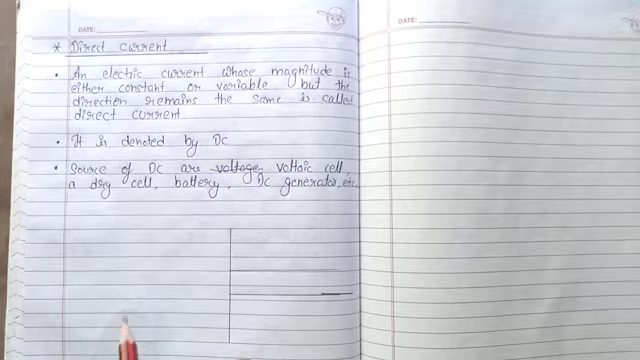 DATE:
* Direct current
• An electric current whose magnitude is
either constant or variable but the
direction remains the same is called
direct current
• It is denoted by Dc
• Source of Dc are voltage voltaic cell,
a dry cell, battery, Dc generator, etc.
DATE: